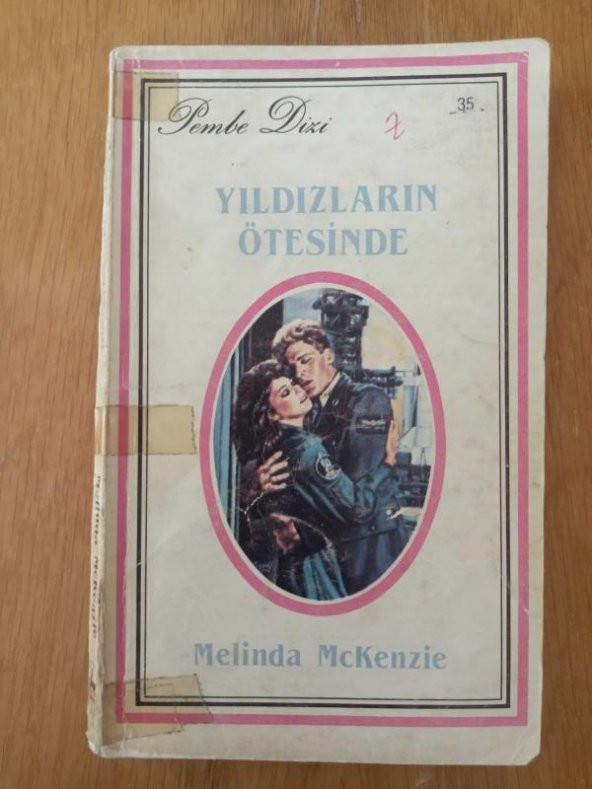 Pembe Dizi
35.
YILDIZLARIN
ÖTESİNDE
Melinda McKenzie